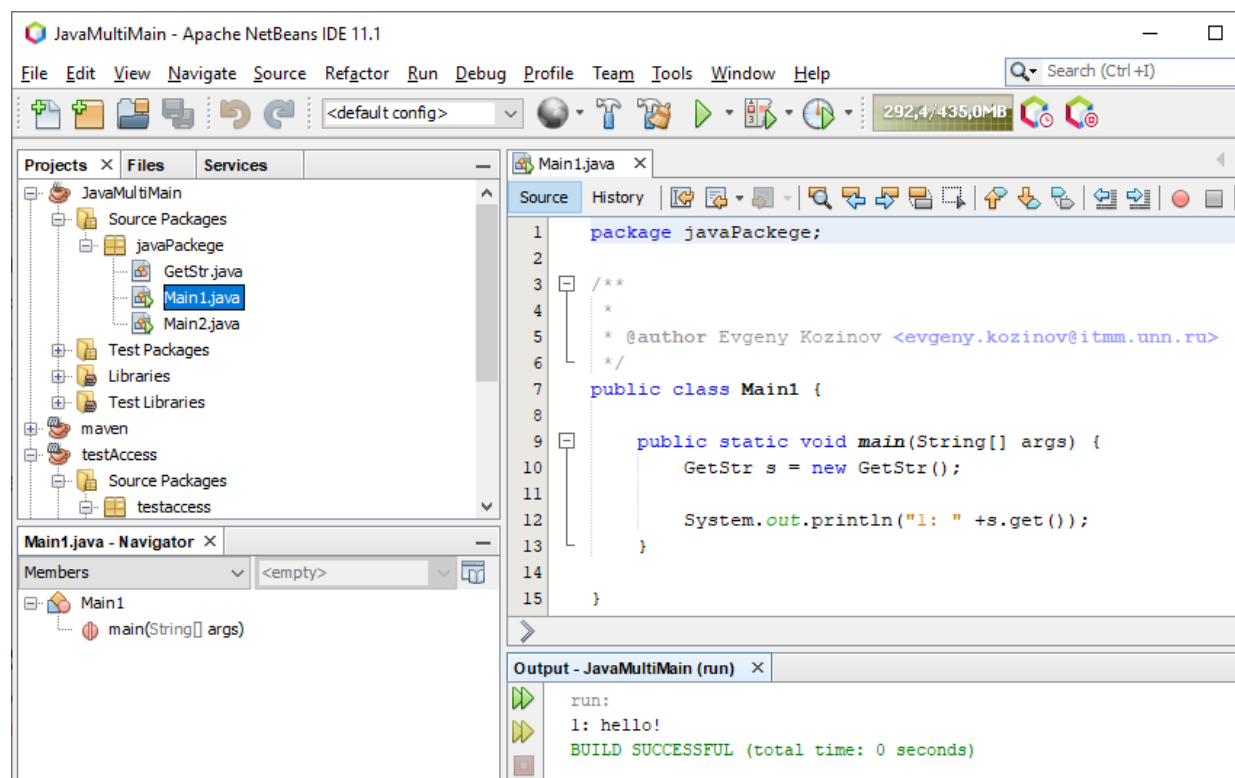 JavaMultiMain - Apache NetBeans IDE 11.1
File Edit View Navigate Source Refactor Run Debug Profile Team Tools Window Help
Search (Ctrl+I)
<default config>
292,4/435,0MB
Projects Files Services
JavaMultiMain
Source Packages
javaPackege
GetStr.java
Main1.java
Main2.java
Test Packages
Libraries
Test Libraries
maven
testAccess
Source Packages
testaccess
Main1.java - Navigator
Members <empty>
Main1
main(String[] args)
Main1.java
Source History
1 package javaPackege;
2
3 /**
4 *
5 * @author Evgeny Kozinov <evgeny.kozinov@itmm.unn.ru>
6 */
7 public class Main1 {
8
9 public static void main(String[] args) {
10 GetStr s = new GetStr();
11
12 System.out.println("1: " +s.get());
13 }
14
15 }
Output - JavaMultiMain (run)
run:
1: hello!
BUILD SUCCESSFUL (total time: 0 seconds)